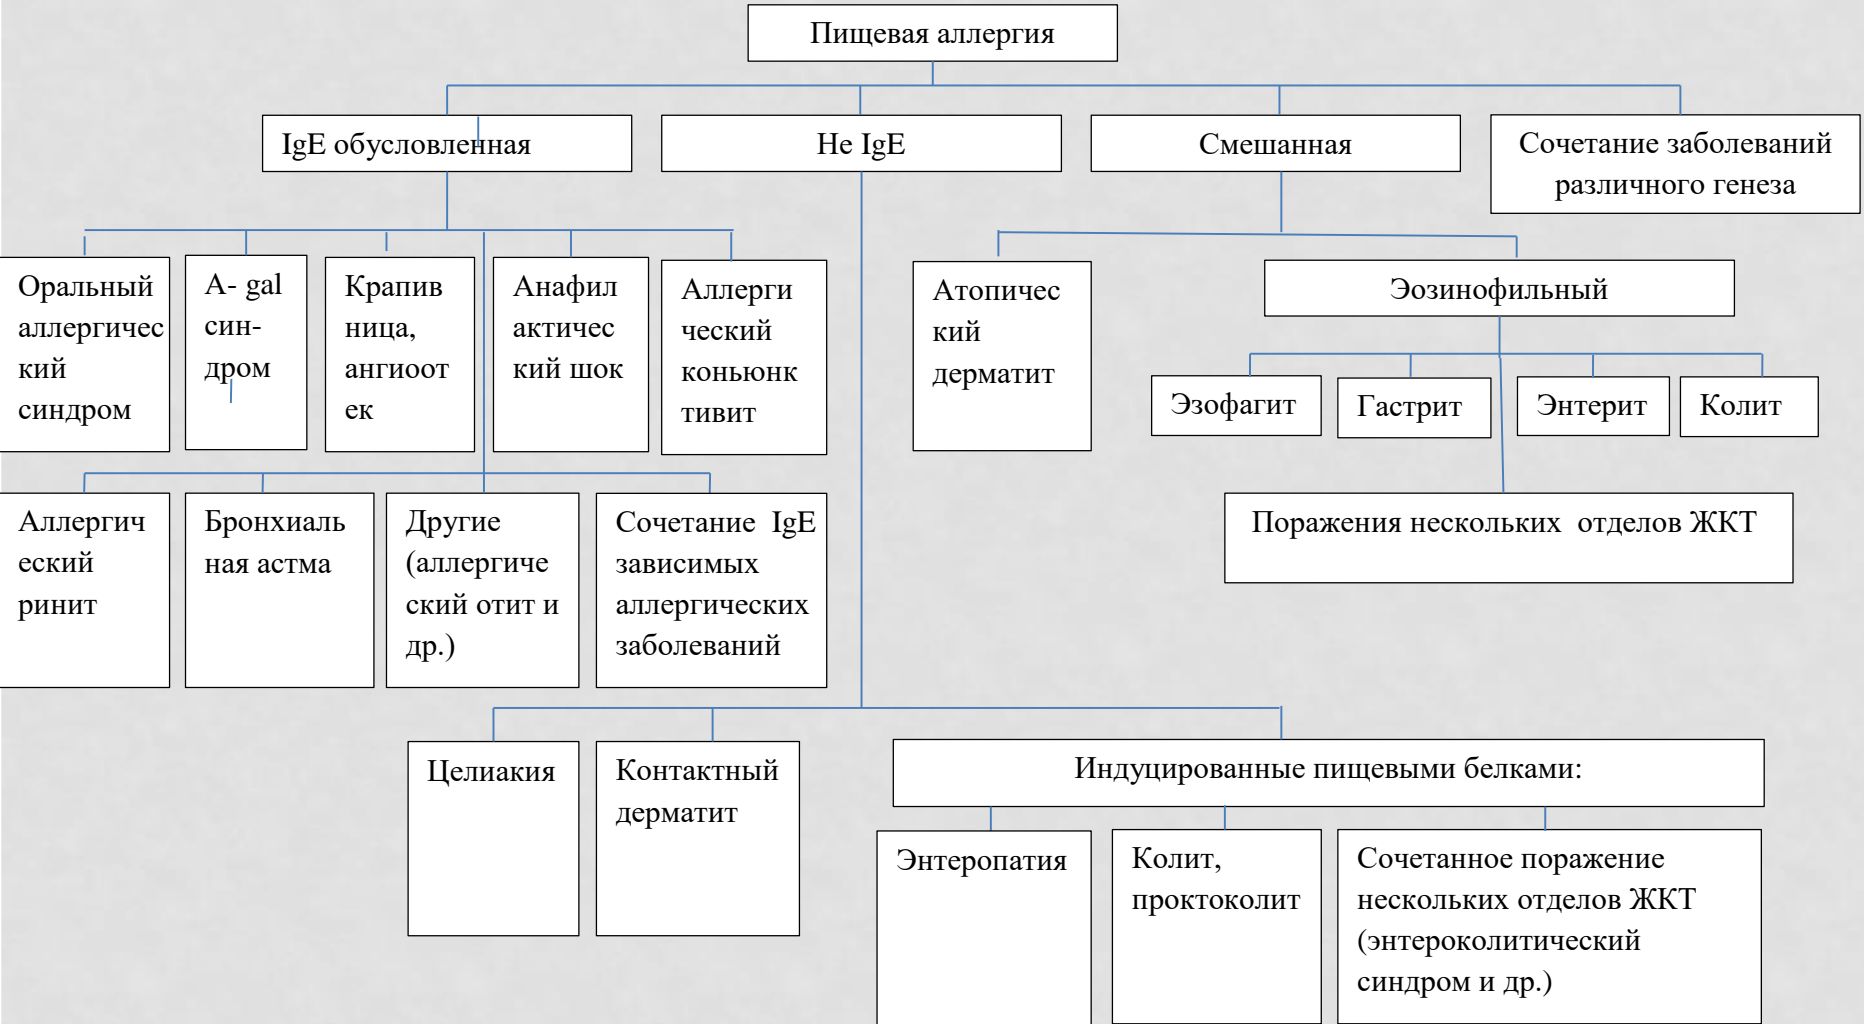 Пищевая аллергия
IgE обусловленная
Не IgE
Смешанная
Сочетание заболеваний
различного генеза
Оральный
аллергичес
кий
синдром
A- gal
син-
дром
Крапив
ница,
ангиоот
ек
Анафил
актичес
кий шок
Аллерги
ческий
коньюнк
тивит
Атопичес
кий
дерматит
Эозинофильный
Эзофагит
Гастрит
Энтерит
Колит
Аллергич
еский
ринит
Бронхиаль
ная астма
Другие
(аллергиче
ский отит и
др.)
Сочетание IgE
зависимых
аллергических
заболеваний
Поражения нескольких отделов ЖКТ
Целиакия
Контактный
дерматит
Индуцированные пищевыми белками:
Энтеропатия
Колит,
проктоколит
Сочетанное поражение
нескольких отделов ЖКТ
(энтероколитический
синдром и др.)